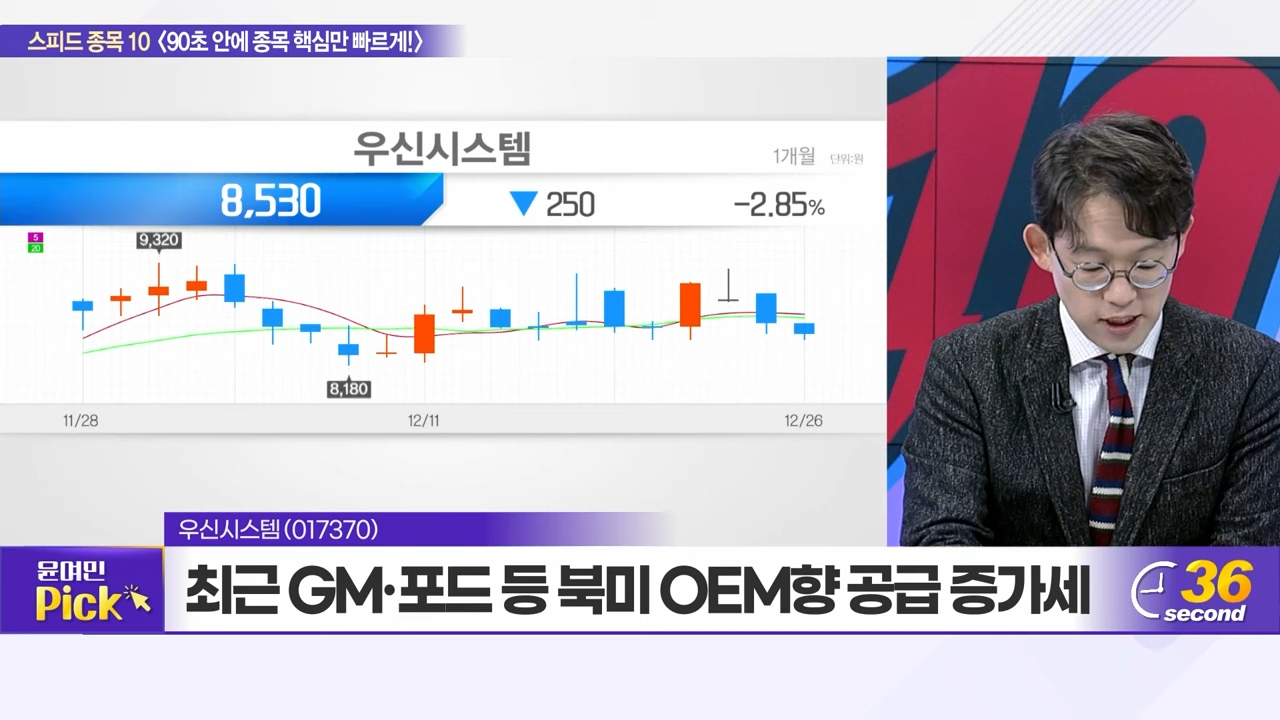 스피드 종목 10 〈90초 안에 종목 핵심만 빠르게!〉
우신시스템
1개월 단위:원
8,530 ▼ 250 -2.85%
5
20
9,320
8,180
11/28 12/11 12/26
우신시스템(017370)
윤여민
Pick
최근 GM·포드 등 북미 OEM향 공급 증가세
36
second